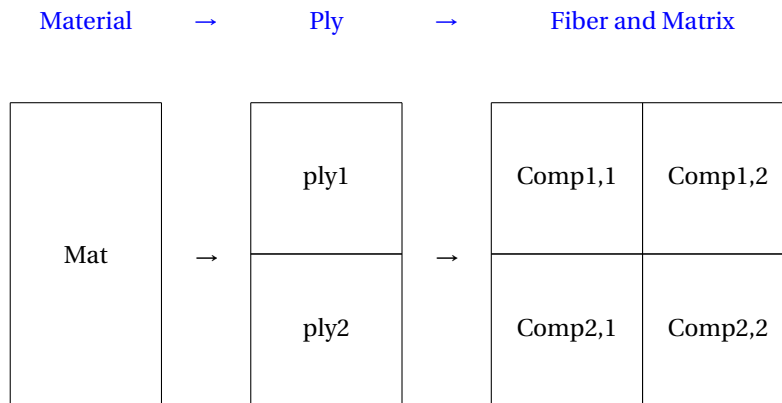 Material → Ply → Fiber and Matrix
ply1 Comp1,1 Comp1,2
Mat → →
ply2 Comp2,1 Comp2,2